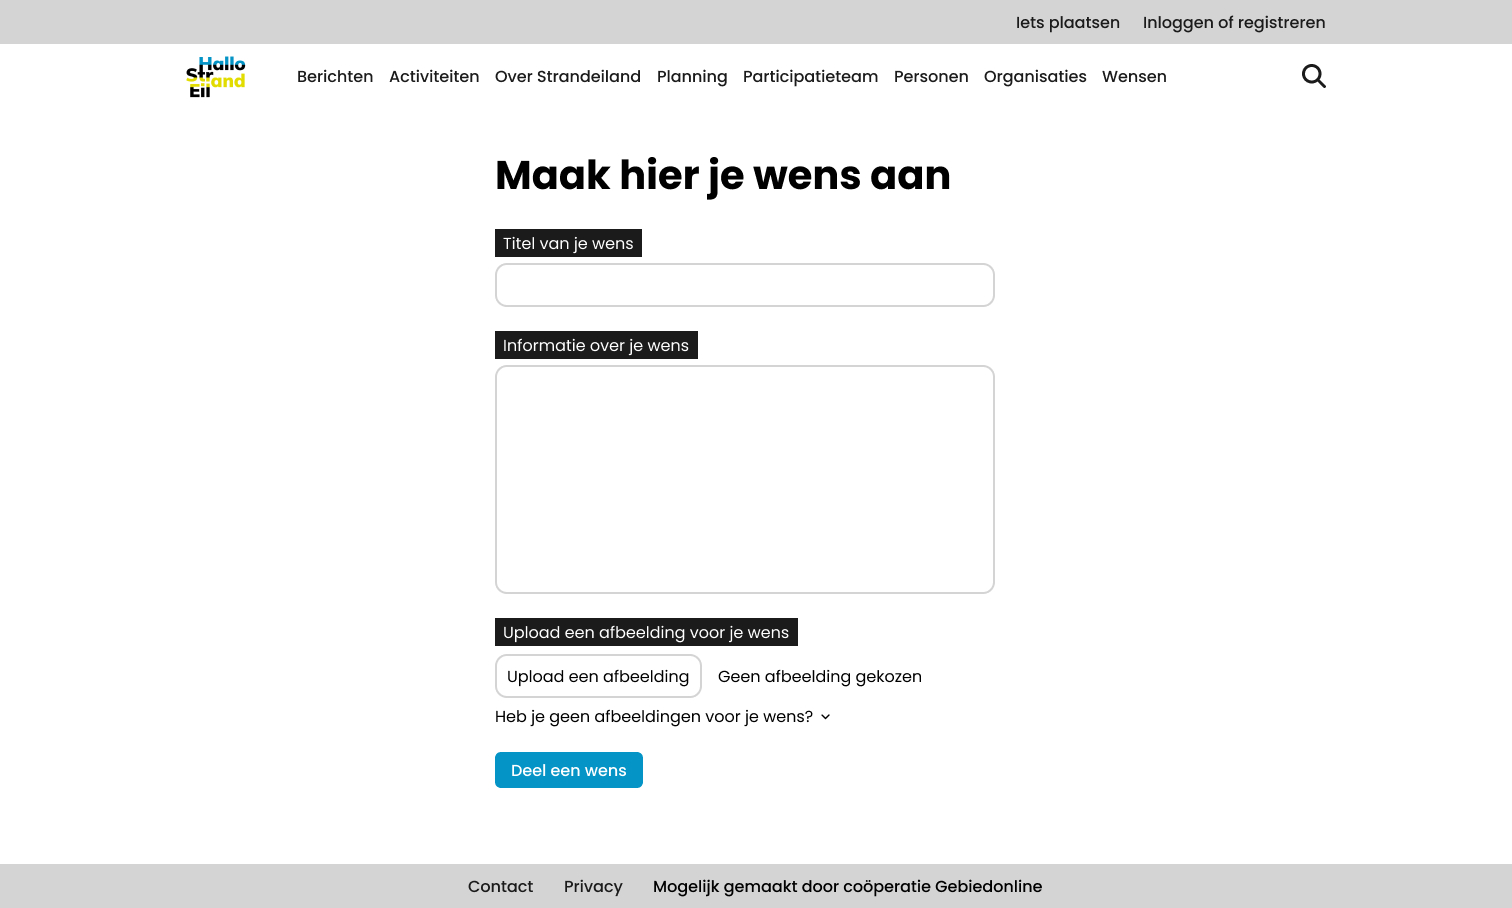 Iets plaatsen Inloggen of registreren
Hallo
Strand
Eiland
Berichten Activiteiten Over Strandeiland Planning Participatieteam Personen Organisaties Wensen
Maak hier je wens aan
Titel van je wens
Informatie over je wens
Upload een afbeelding voor je wens
Upload een afbeelding Geen afbeelding gekozen
Heb je geen afbeeldingen voor je wens?
Deel een wens
Contact Privacy Mogelijk gemaakt door coöperatie Gebiedonline